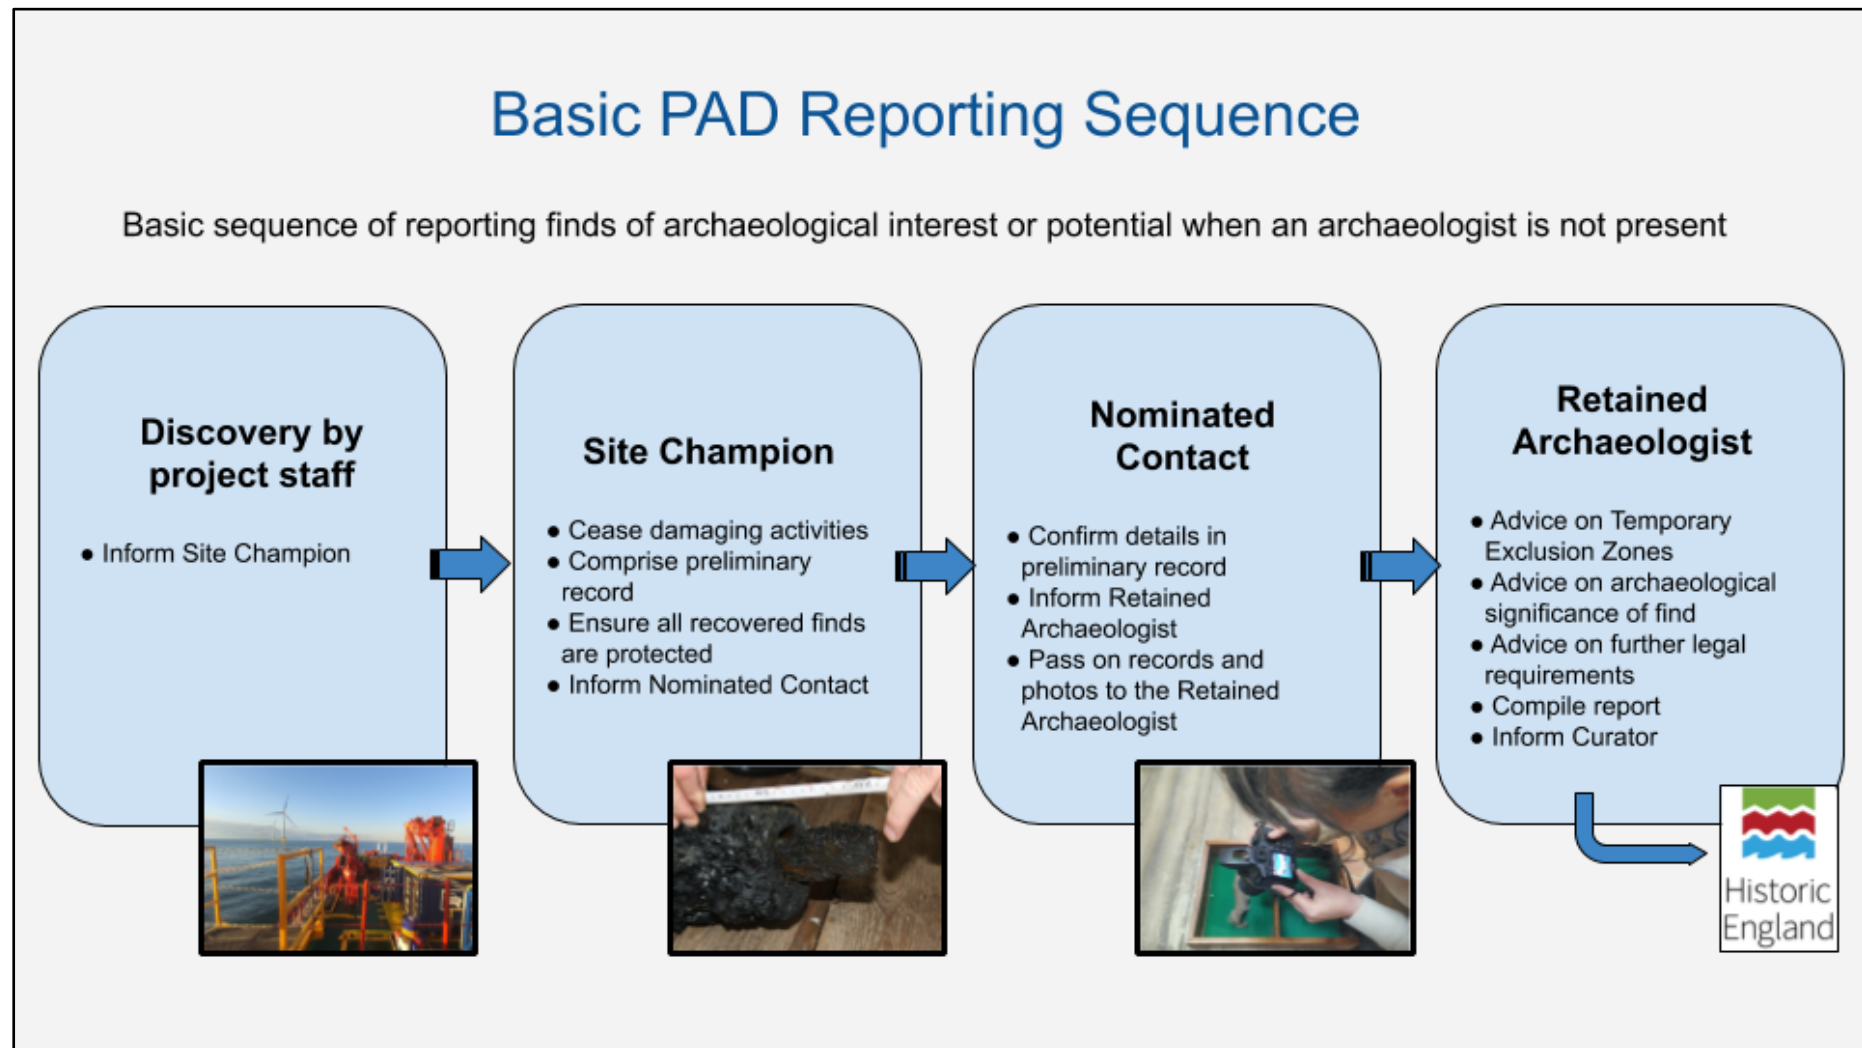 Basic PAD Reporting Sequence
Basic sequence of reporting finds of archaeological interest or potential when an archaeologist is not present
Discovery by
project staff
● Inform Site Champion
Site Champion
● Cease damaging activities
● Comprise preliminary
record
● Ensure all recovered finds
are protected
● Inform Nominated Contact
Nominated
Contact
● Confirm details in
preliminary record
● Inform Retained
Archaeologist
● Pass on records and
photos to the Retained
Archaeologist
Retained
Archaeologist
● Advice on Temporary
Exclusion Zones
● Advice on archaeological
significance of find
● Advice on further legal
requirements
● Compile report
● Inform Curator
Historic
England